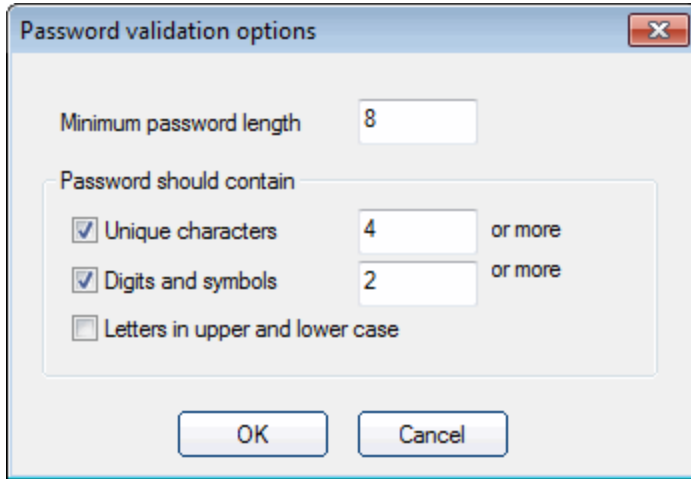 Password validation options
Minimum password length 8
Password should contain
Unique characters 4 or more
Digits and symbols 2 or more
Letters in upper and lower case
OK Cancel